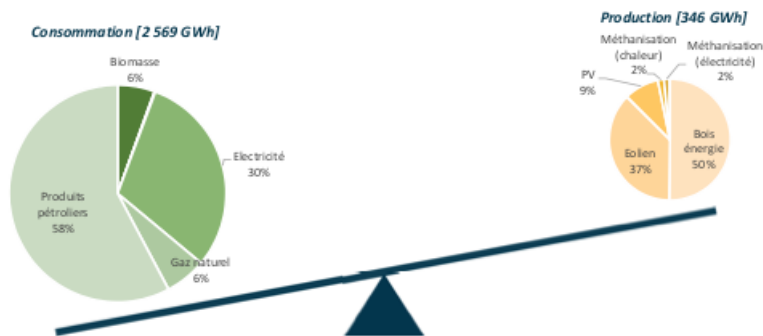 Consommation [2 569 GWh]
Biomasse
6%
Electricité
30%
Produits
pétroliers
58%
Gaz naturel
6%
Production [346 GWh]
Méthanisation
(chaleur)
2%
Méthanisation
(électricité)
2%
PV
9%
Eolien
37%
Bois
énergie
50%